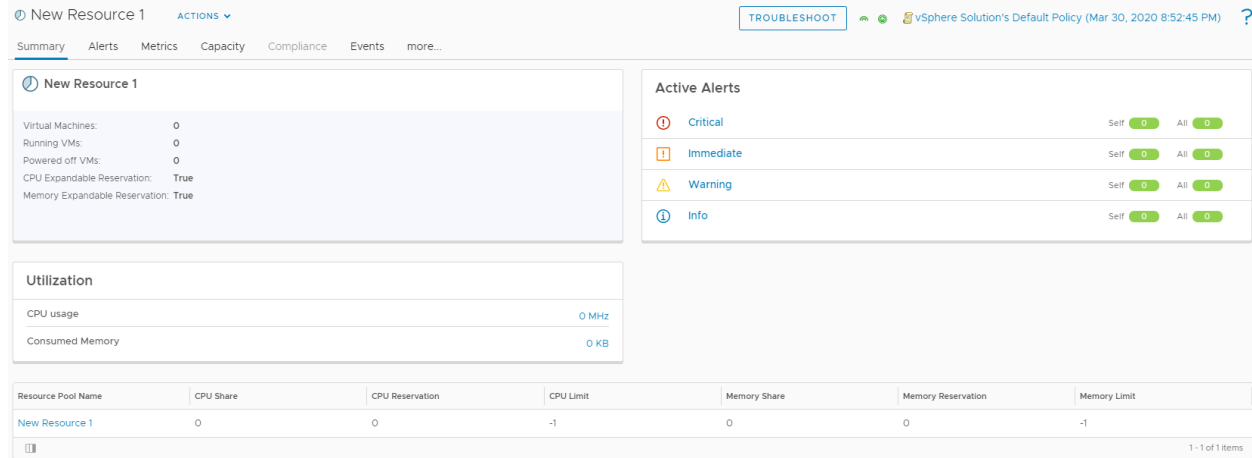 New Resource 1 ACTIONS TROUBLESHOOT vSphere Solution's Default Policy (Mar 30, 2020 8:52:45 PM) ?
Summary Alerts Metrics Capacity Compliance Events more...
New Resource 1
Virtual Machines: 0
Running VMs: 0
Powered off VMs: 0
CPU Expandable Reservation: True
Memory Expandable Reservation: True
Active Alerts
Critical Self 0 All 0
Immediate Self 0 All 0
Warning Self 0 All 0
Info Self 0 All 0
Utilization
CPU usage 0 MHz
Consumed Memory 0 KB
Resource Pool Name CPU Share CPU Reservation CPU Limit Memory Share Memory Reservation Memory Limit
New Resource 1 0 0 -1 0 0 -1
1 - 1 of 1 items